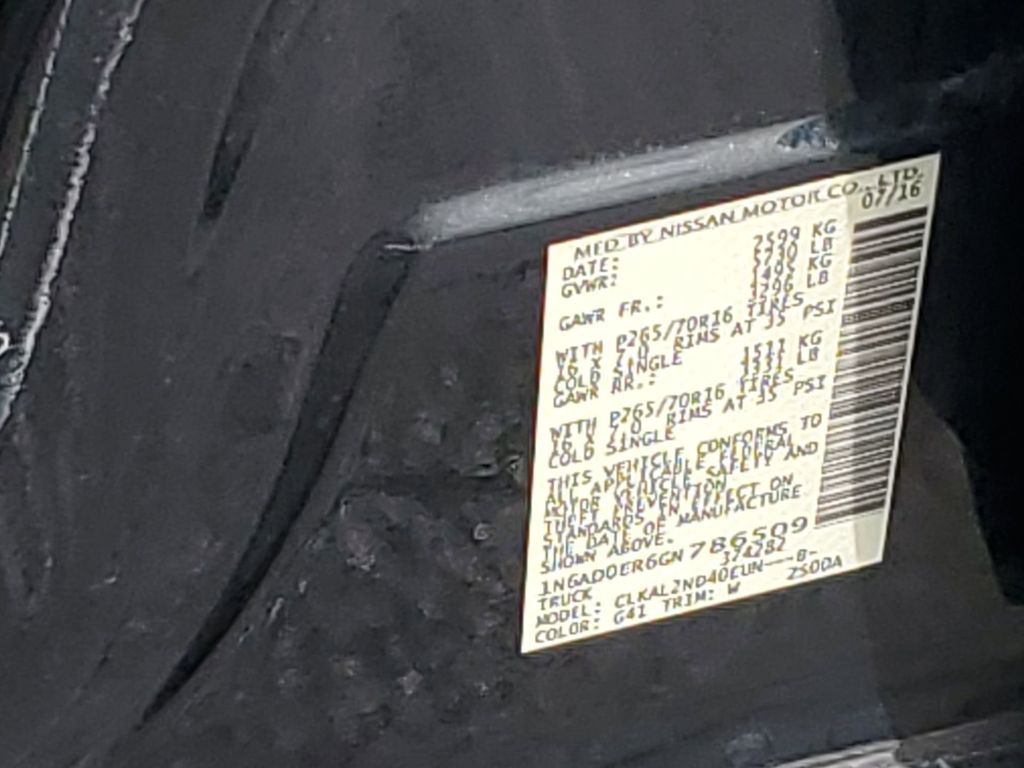 MFD BY NISSAN MOTOR CO., LTD.
DATE: 07/16
GVWR: 2599 KG
5730 LB
GAWR FR.: KG
LB
WITH P265/70R16 TIRES
16 X 7.0 RIMS AT 35 PSI
COLD SINGLE
GAWR RR.: 1511 KG
3331 LB
WITH P265/70R16 TIRES
16 X 7.0 RIMS AT 35 PSI
COLD SINGLE
THIS VEHICLE CONFORMS TO
ALL APPLICABLE FEDERAL
MOTOR VEHICLE SAFETY AND
THEFT PREVENTION
STANDARDS IN EFFECT ON
THE DATE OF MANUFACTURE
SHOWN ABOVE.
1N6AD0ER6GN786509
TRUCK 374282
MODEL: CLKAL2ND40EUN---B-
COLOR: G41 TRIM: W 2S00A